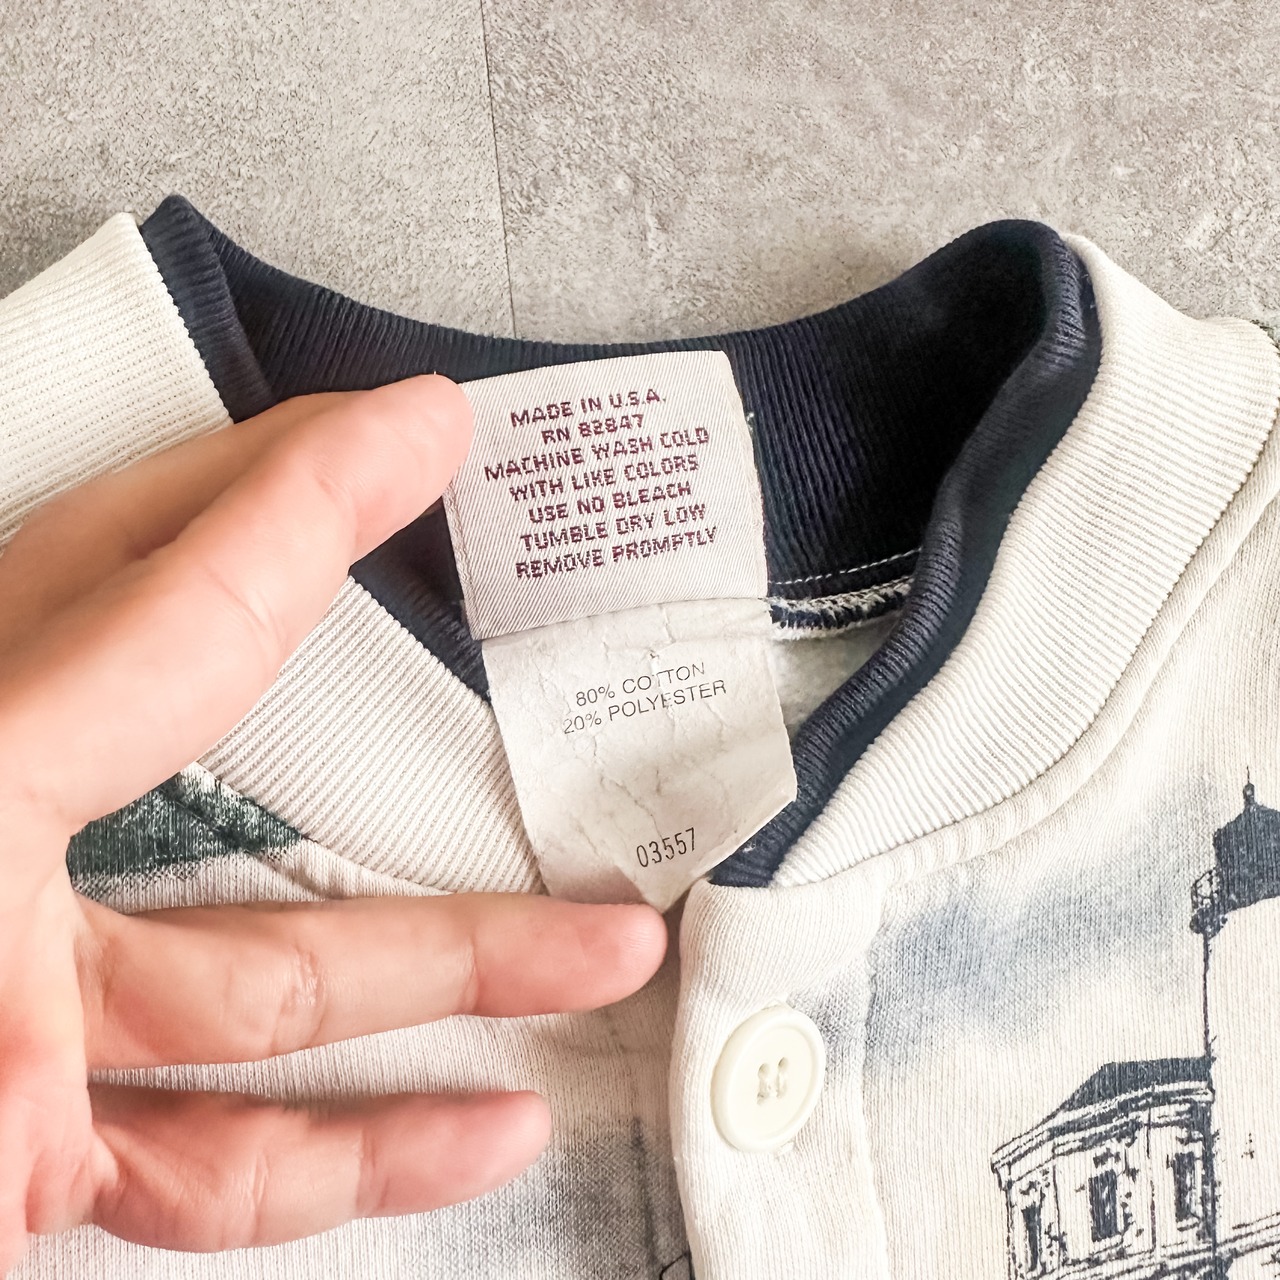 MADE IN U.S.A.
RN 82847
MACHINE WASH COLD
WITH LIKE COLORS
USE NO BLEACH
TUMBLE DRY LOW
REMOVE PROMPTLY
80% COTTON
20% POLYESTER
03557